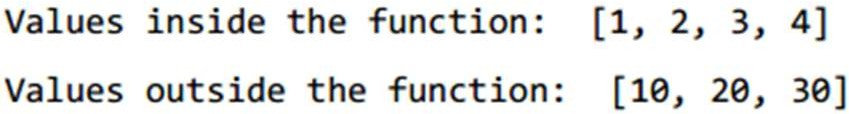 Values inside the function:  [1, 2, 3, 4]
Values outside the function:  [10, 20, 30]